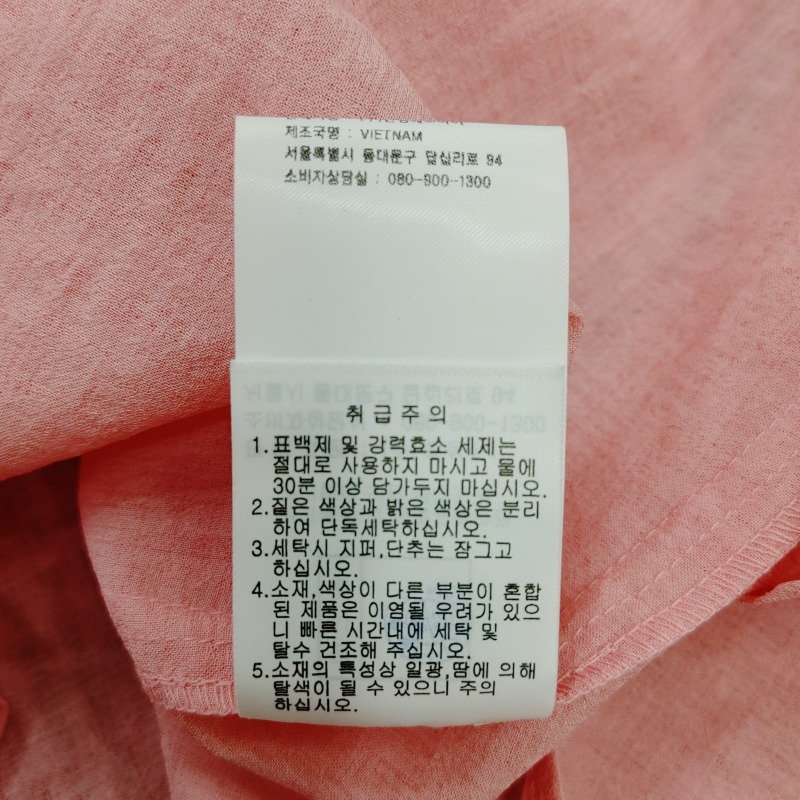 제조국명 : VIETNAM
서울특별시 동대문구 답십리로 94
소비자상담실 : 080-900-1300
취 급 주 의
1. 표백제 및 강력효소 세제는
절대로 사용하지 마시고 물에
30분 이상 담가두지 마십시오.
2. 짙은 색상과 밝은 색상은 분리
하여 단독세탁하십시오.
3. 세탁시 지퍼,단추는 잠그고
하십시오.
4. 소재,색상이 다른 부분이 혼합
된 제품은 이염될 우려가 있으
니 빠른 시간내에 세탁 및
탈수 건조해 주십시오.
5. 소재의 특성상 일광,땀에 의해
탈색이 될 수 있으니 주의
하십시오.